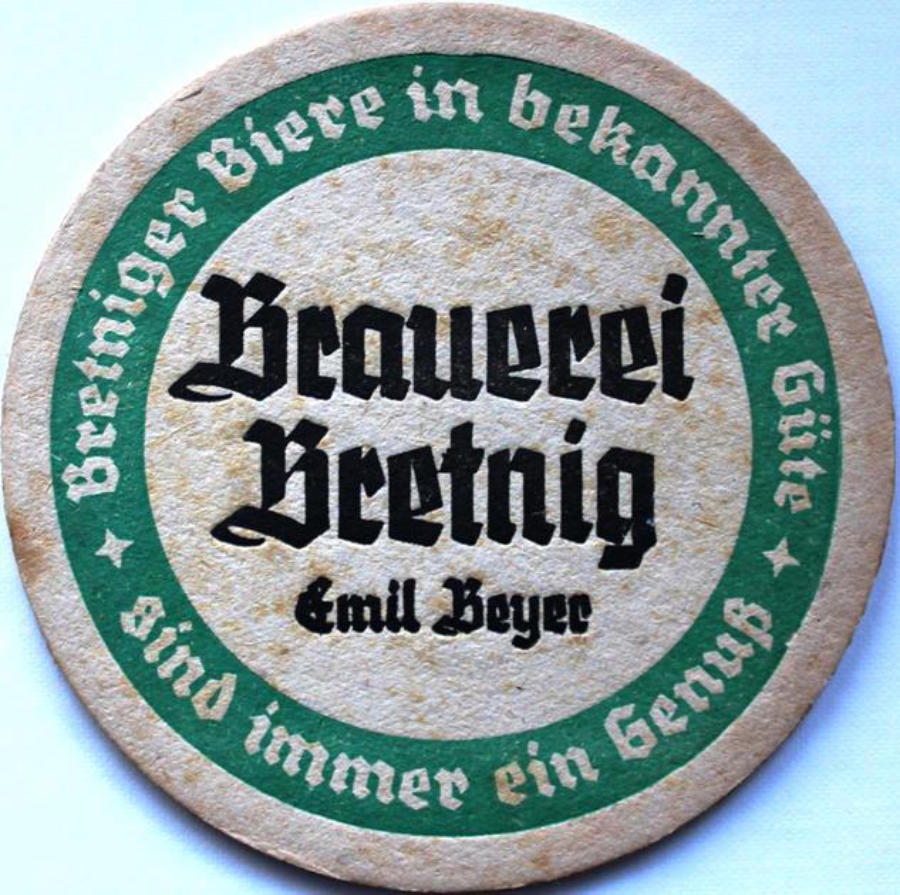 Bretniger Biere in bekannter Güte
Brauerei
Bretnig
Emil Beyer
sind immer ein Genuß